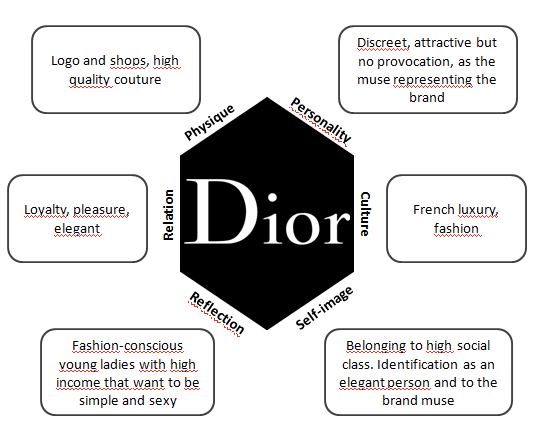 Logo and shops, high
quality couture
Discreet, attractive but
no provocation, as the
muse representing the
brand
Physique
Personality
Loyalty, pleasure,
elegant
Relation
Dior
Culture
French luxury,
fashion
Reflection
Self-image
Fashion-conscious
young ladies with high
income that want to be
simple and sexy
Belonging to high social
class. Identification as an
elegant person and to the
brand muse